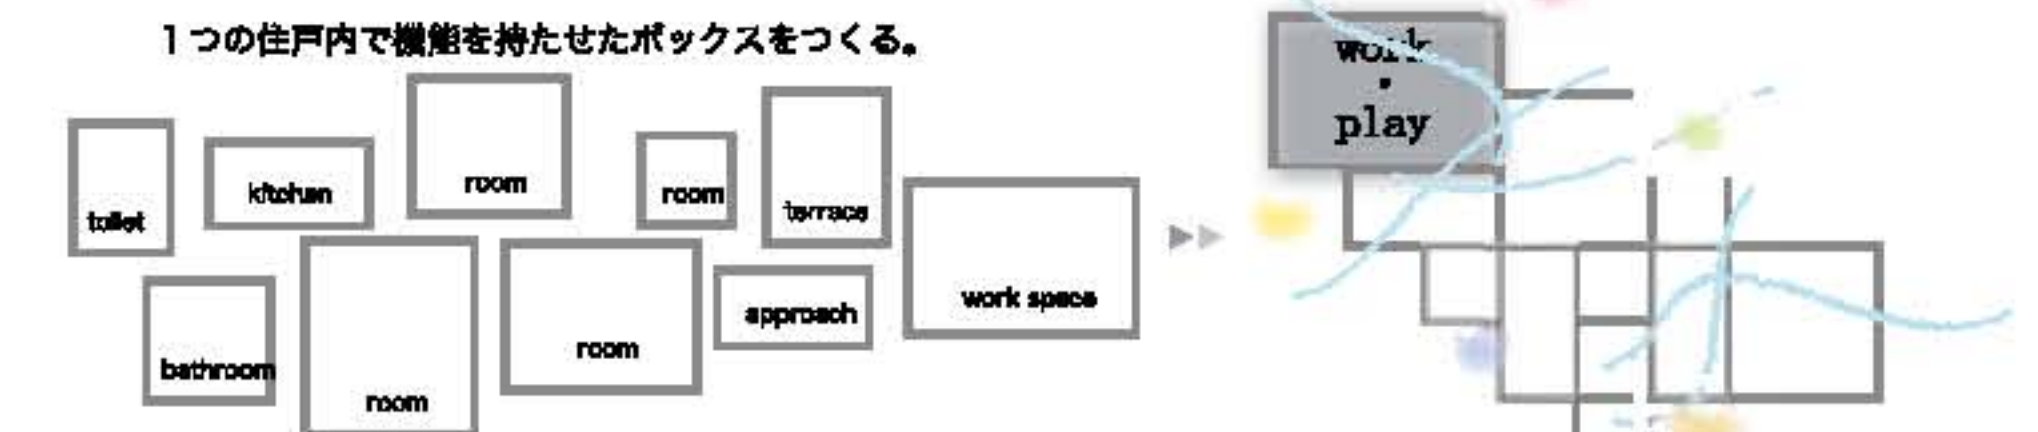 1つの住戸内で機能を持たせたボックスをつくる。
toilet
kitchen
room
room
terrace
bathroom
room
room
approach
work space
work
・
play